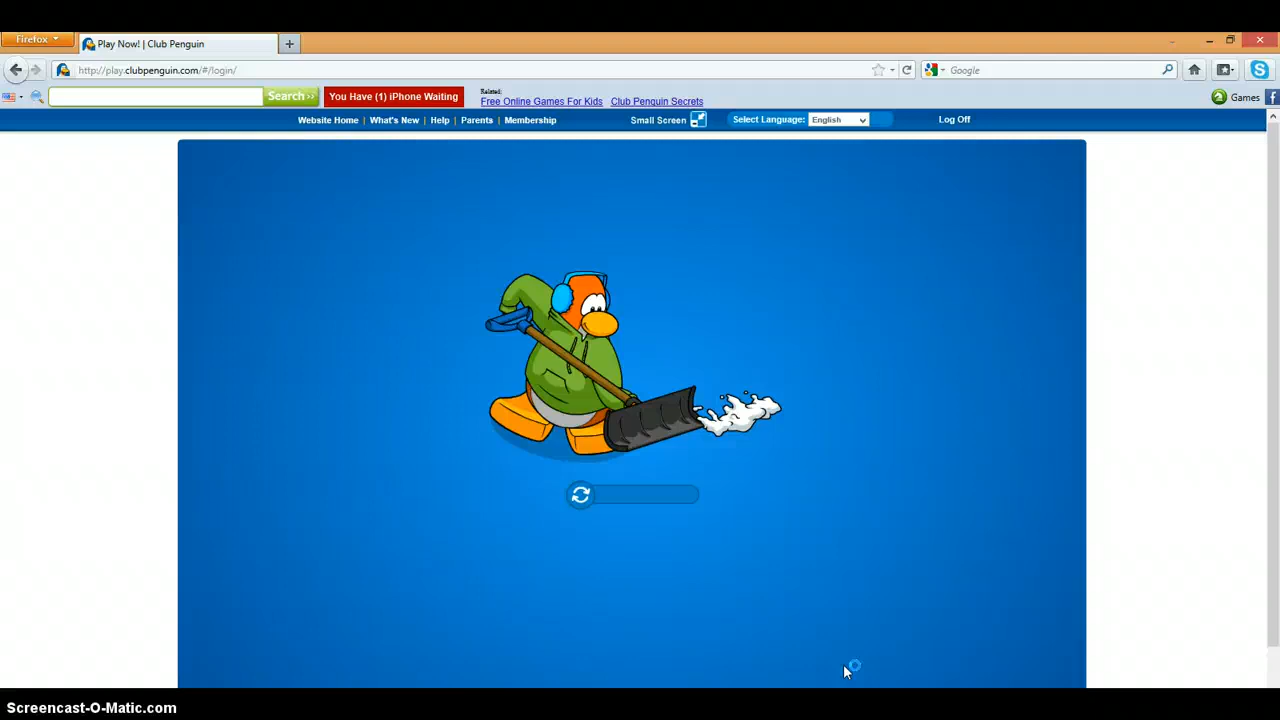 Firefox
Play Now! | Club Penguin
http://play.clubpenguin.com/#/login/
Google
Search>>
You Have (1) iPhone Waiting
Related:
Free Online Games For Kids Club Penguin Secrets
Games
Website Home | What's New | Help | Parents | Membership
Small Screen
Select Language: English
Log Off
Screencast-O-Matic.com